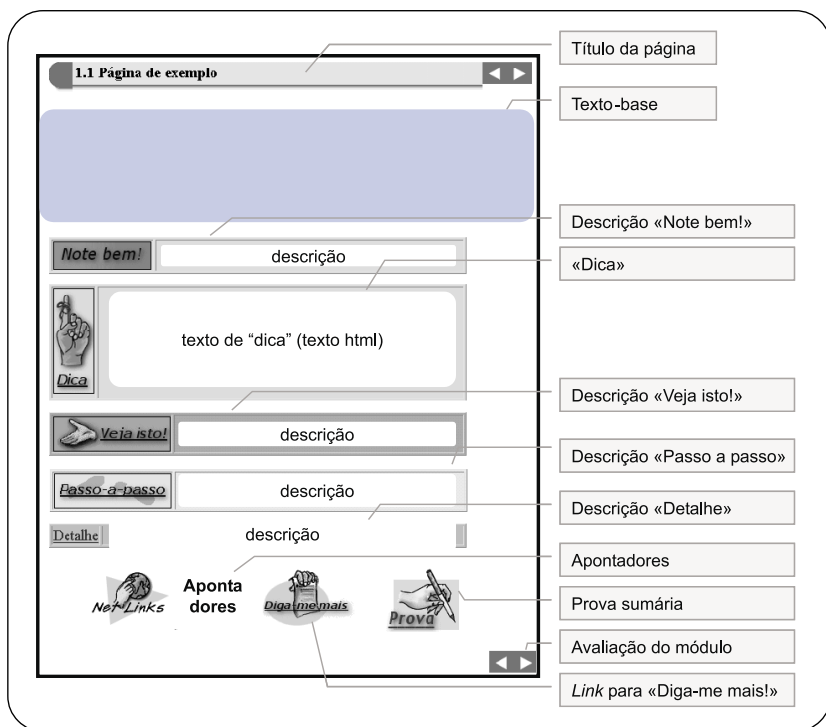 1.1 Página de exemplo
Título da página
Texto-base
Descrição «Note bem!»
Note bem!
descrição
«Dica»
texto de “dica” (texto html)
Dica
Descrição «Veja isto!»
Veja isto!
descrição
Descrição «Passo a passo»
Passo-a-passo
descrição
Descrição «Detalhe»
Detalhe
descrição
Apontadores
Net Links
Aponta
dores
Diga-me mais
Prova
Prova sumária
Avaliação do módulo
Link para «Diga-me mais!»